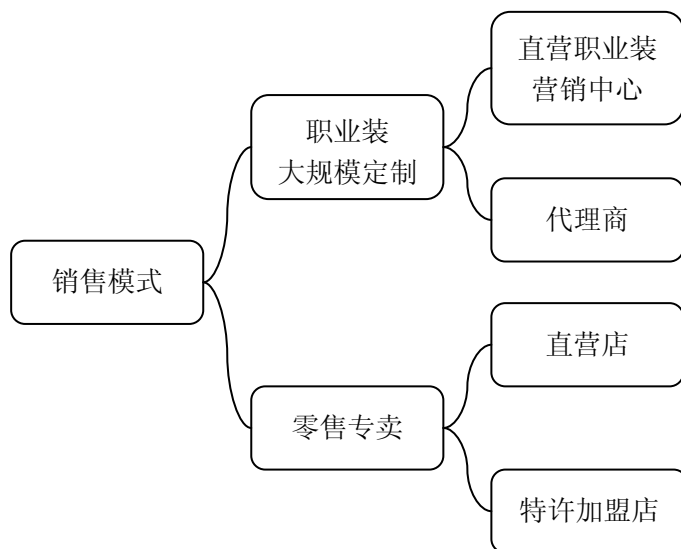 销售模式
职业装
大规模定制
直营职业装
营销中心
代理商
零售专卖
直营店
特许加盟店